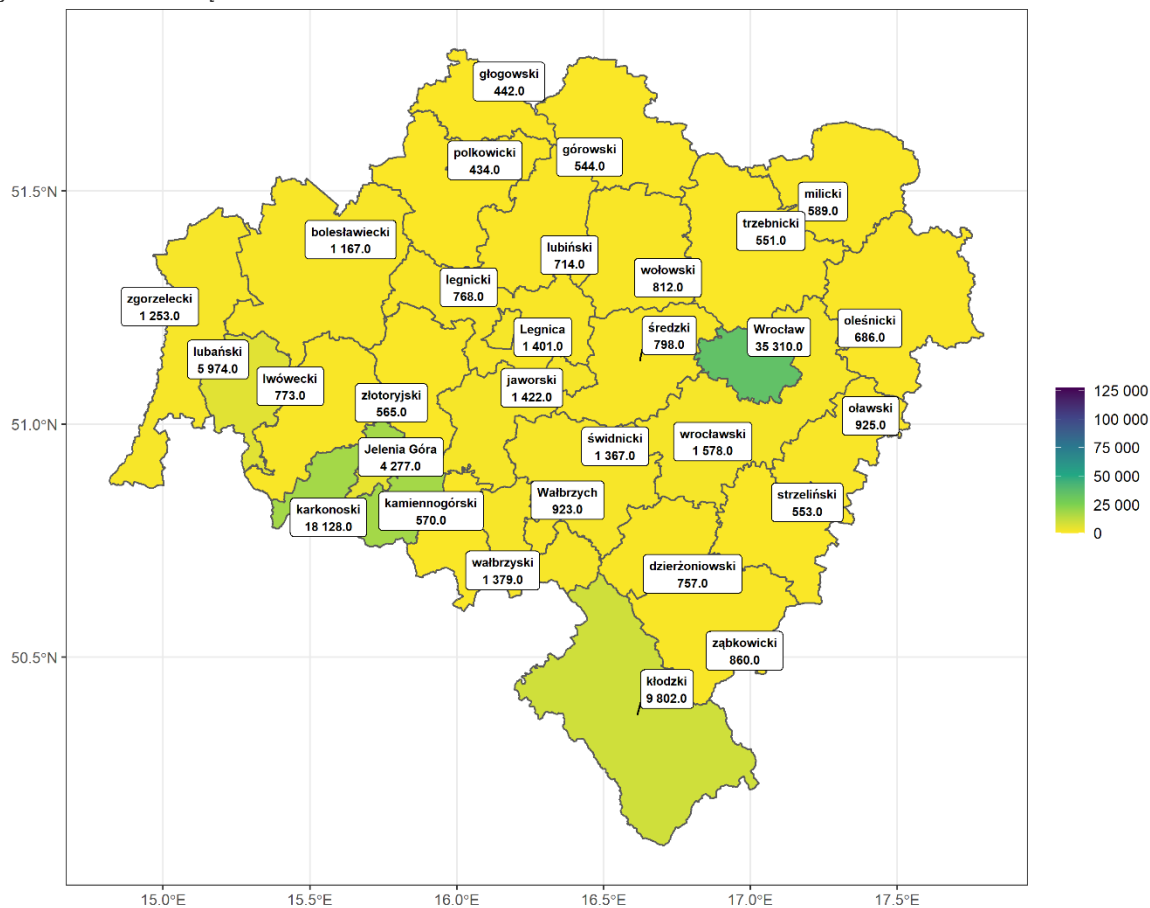 głogowski
442.0
polkowicki
434.0
górowski
544.0
milicki
589.0
trzebnicki
551.0
bolesławiecki
1 167.0
lubiński
714.0
wołowski
812.0
legnicki
768.0
zgorzelecki
1 253.0
Legnica
1 401.0
średzki
798.0
Wrocław
35 310.0
oleśnicki
686.0
lubański
5 974.0
lwówecki
773.0
złotoryjski
565.0
jaworski
1 422.0
oławski
925.0
Jelenia Góra
4 277.0
świdnicki
1 367.0
wrocławski
1 578.0
karkonoski
18 128.0
kamiennogórski
570.0
Wałbrzych
923.0
strzeliński
553.0
wałbrzyski
1 379.0
dzierżoniowski
757.0
ząbkowicki
860.0
kłodzki
9 802.0
51.5°N
51.0°N
50.5°N
15.0°E
15.5°E
16.0°E
16.5°E
17.0°E
17.5°E
125 000
100 000
75 000
50 000
25 000
0